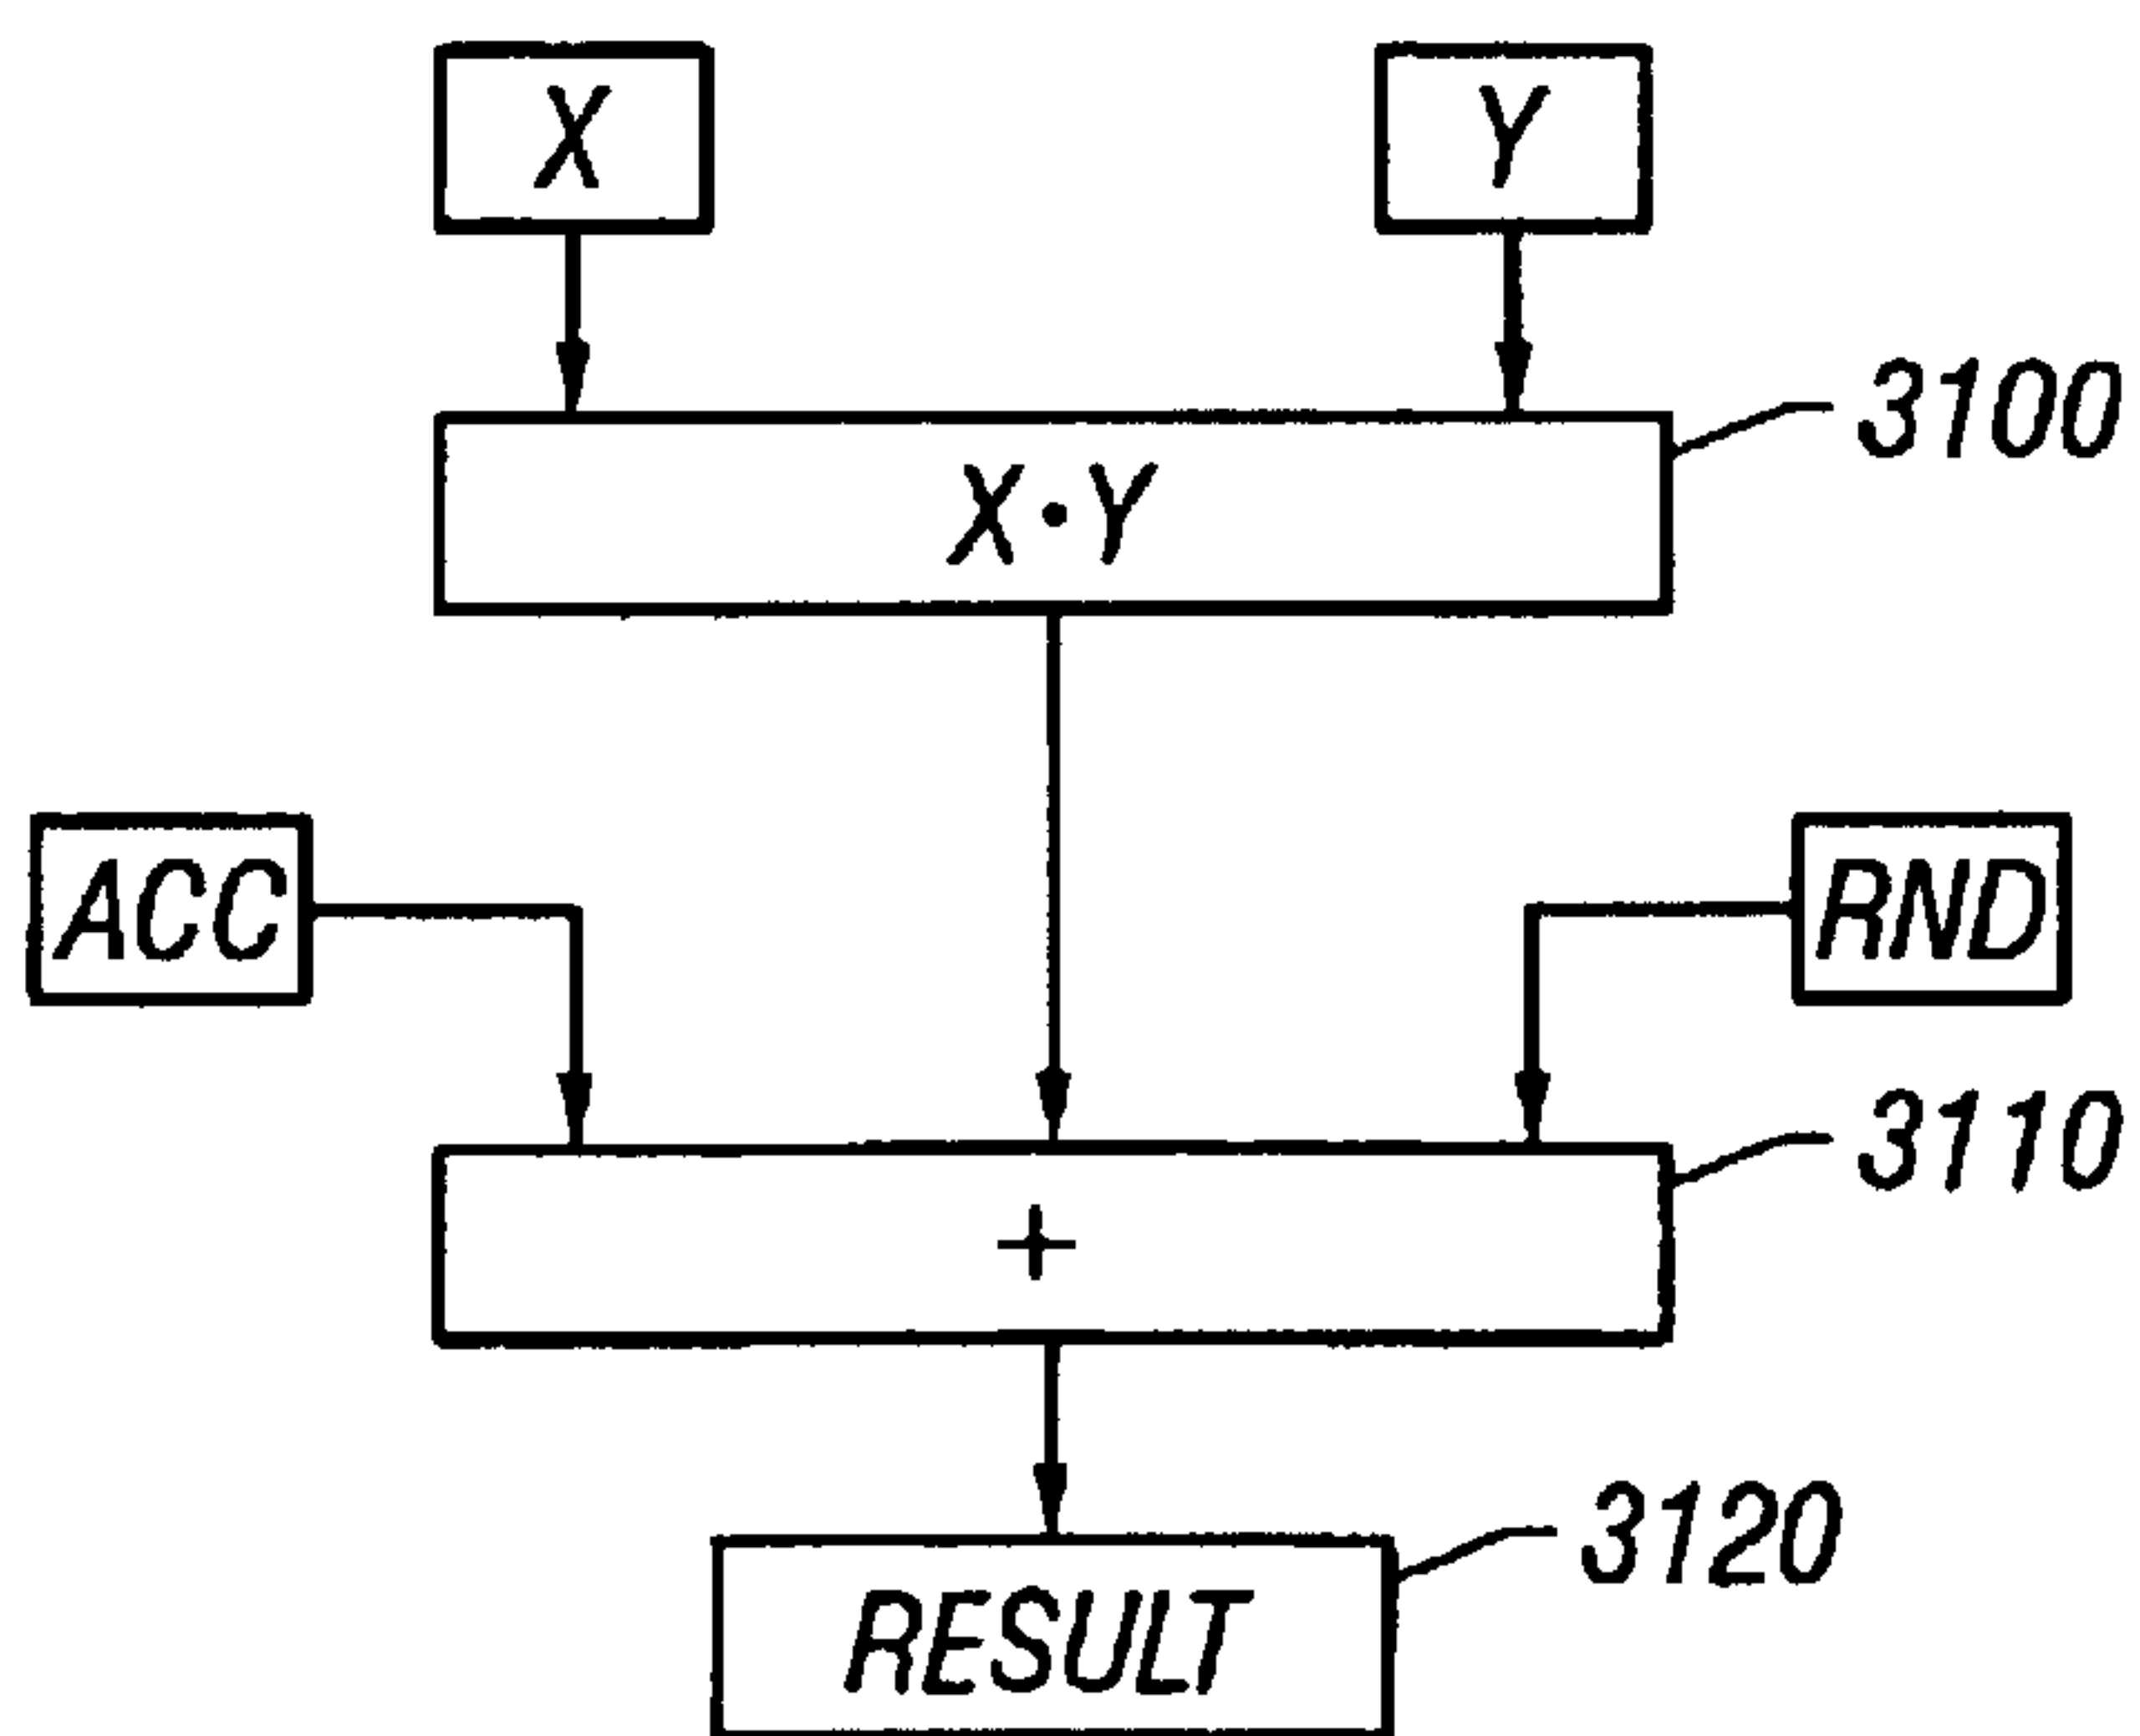 X
Y
3100
X·Y
ACC
RND
3110
+
3120
RESULT